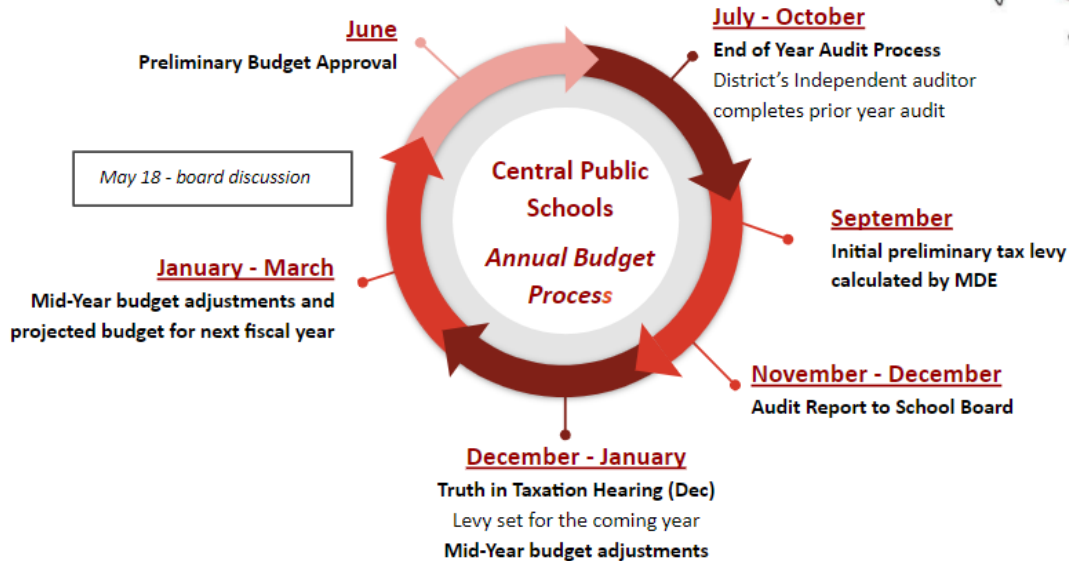 June
Preliminary Budget Approval
July - October
End of Year Audit Process
District's Independent auditor
completes prior year audit
May 18 - board discussion
Central Public
Schools
Annual Budget
Process
September
Initial preliminary tax levy
calculated by MDE
January - March
Mid-Year budget adjustments and
projected budget for next fiscal year
November - December
Audit Report to School Board
December - January
Truth in Taxation Hearing (Dec)
Levy set for the coming year
Mid-Year budget adjustments